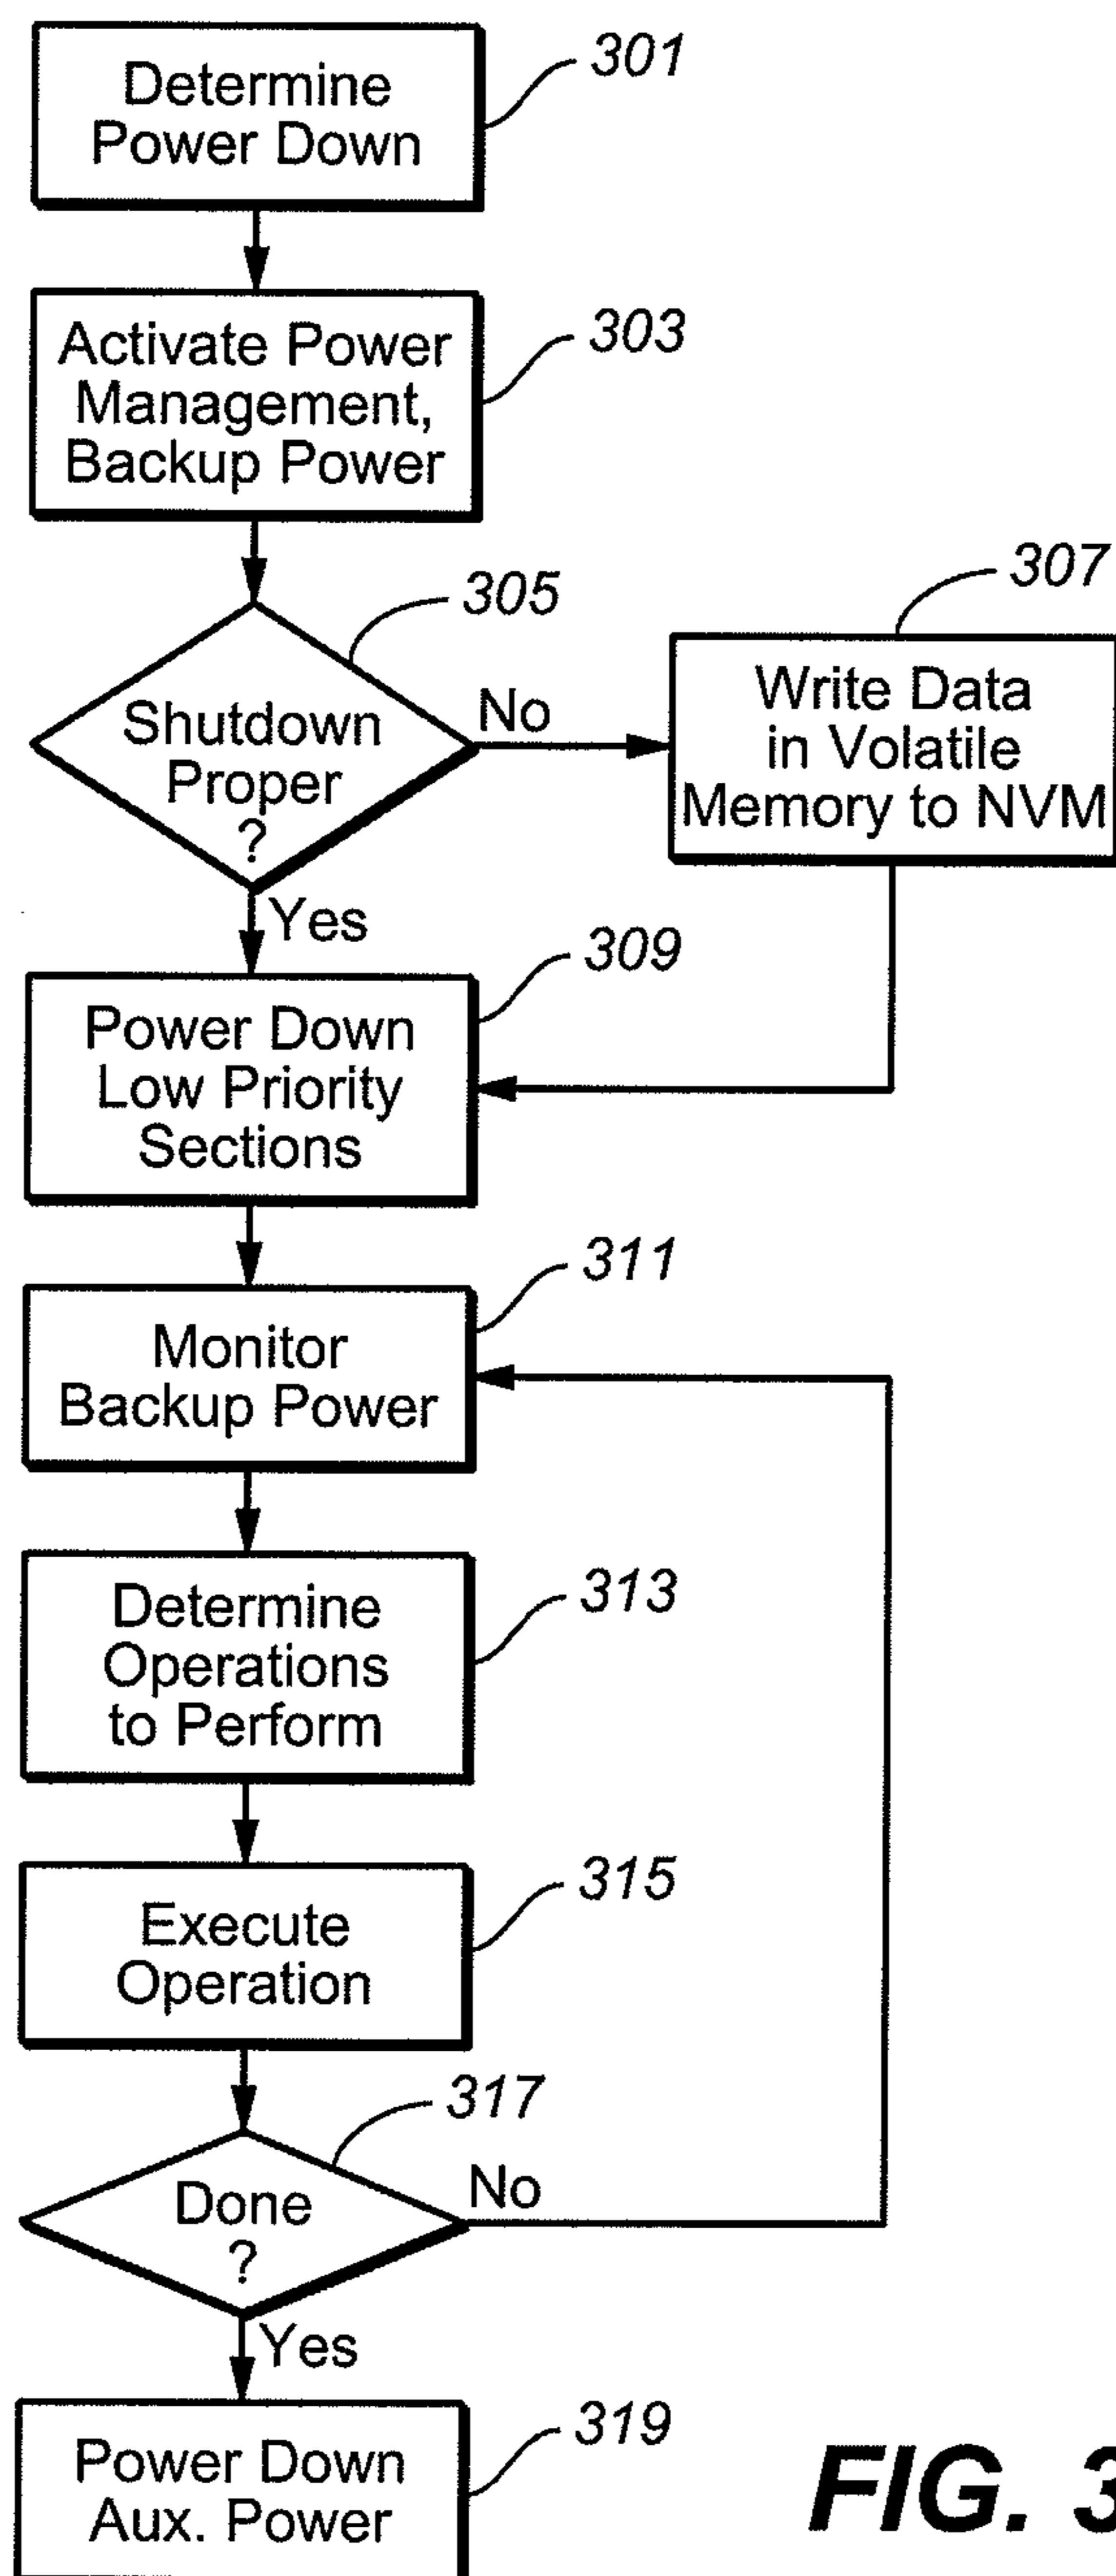 301
Determine
Power Down
303
Activate Power
Management,
Backup Power
305
Shutdown
Proper
?
No
307
Write Data
in Volatile
Memory to NVM
Yes
309
Power Down
Low Priority
Sections
311
Monitor
Backup Power
313
Determine
Operations
to Perform
315
Execute
Operation
317
Done
?
No
Yes
319
Power Down
Aux. Power
FIG. 3